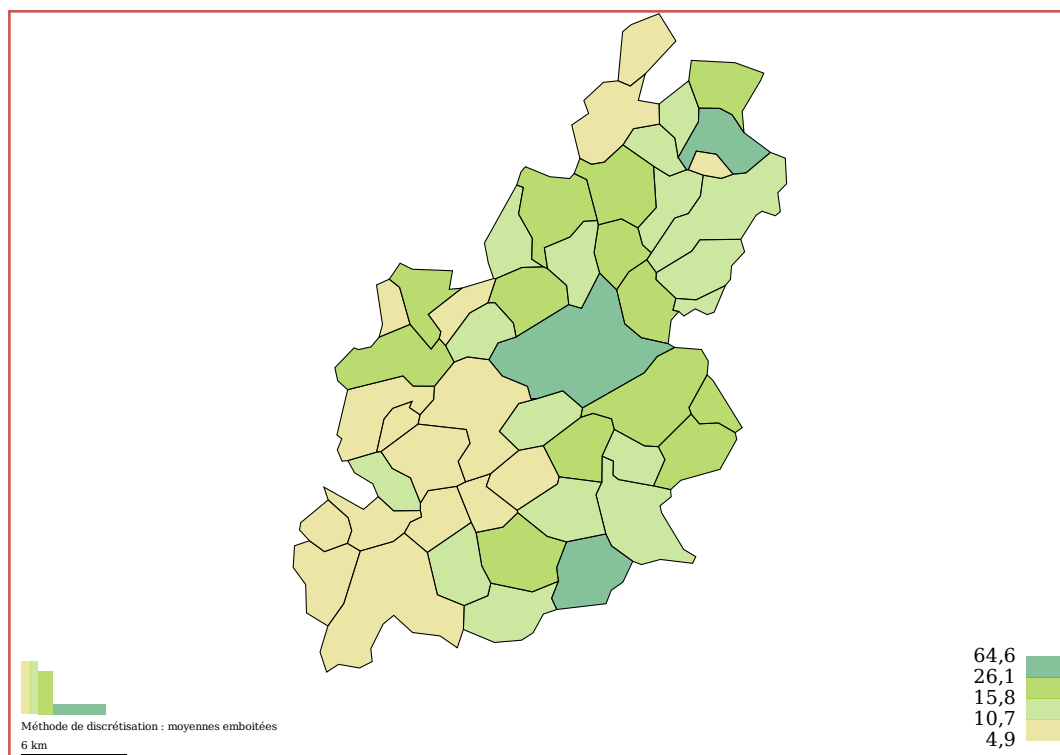 64,6
26,1
15,8
10,7
4,9
Méthode de discrétisation : moyennes emboitées
6 km